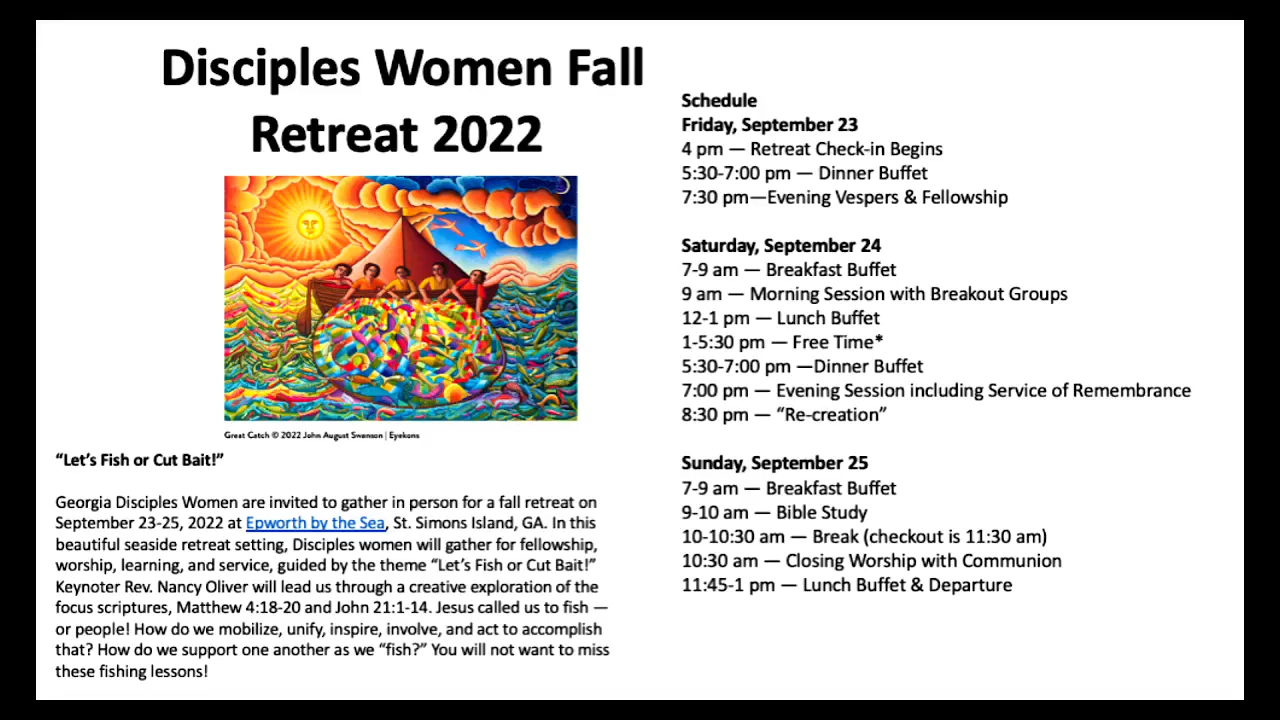 Disciples Women Fall
Retreat 2022
Great Catch © 2022 John August Swanson | Eyekons
“Let’s Fish or Cut Bait!”
Georgia Disciples Women are invited to gather in person for a fall retreat on
September 23-25, 2022 at Epworth by the Sea, St. Simons Island, GA. In this
beautiful seaside retreat setting, Disciples women will gather for fellowship,
worship, learning, and service, guided by the theme “Let’s Fish or Cut Bait!”
Keynoter Rev. Nancy Oliver will lead us through a creative exploration of the
focus scriptures, Matthew 4:18-20 and John 21:1-14. Jesus called us to fish —
or people! How do we mobilize, unify, inspire, involve, and act to accomplish
that? How do we support one another as we “fish?” You will not want to miss
these fishing lessons!
Schedule
Friday, September 23
4 pm — Retreat Check-in Begins
5:30-7:00 pm — Dinner Buffet
7:30 pm—Evening Vespers & Fellowship
Saturday, September 24
7-9 am — Breakfast Buffet
9 am — Morning Session with Breakout Groups
12-1 pm — Lunch Buffet
1-5:30 pm — Free Time*
5:30-7:00 pm —Dinner Buffet
7:00 pm — Evening Session including Service of Remembrance
8:30 pm — “Re-creation”
Sunday, September 25
7-9 am — Breakfast Buffet
9-10 am — Bible Study
10-10:30 am — Break (checkout is 11:30 am)
10:30 am — Closing Worship with Communion
11:45-1 pm — Lunch Buffet & Departure